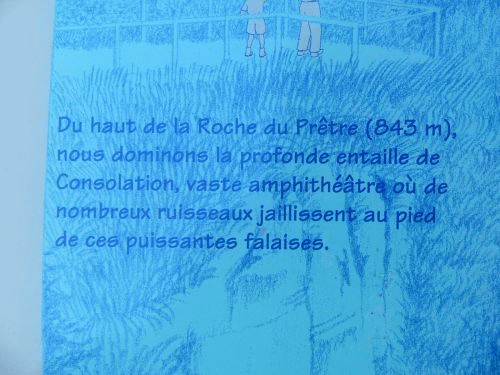 Du haut de la Roche du Prêtre (843 m),
nous dominons la profonde entaille de
Consolation, vaste amphithéâtre où de
nombreux ruisseaux jaillissent au pied
de ces puissantes falaises.